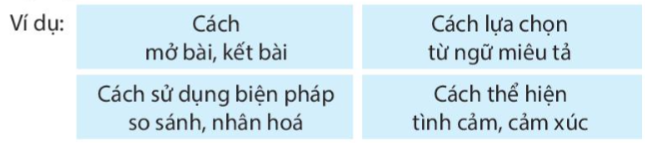 Ví dụ:
Cách
mở bài, kết bài
Cách lựa chọn
từ ngữ miêu tả
Cách sử dụng biện pháp
so sánh, nhân hoá
Cách thể hiện
tình cảm, cảm xúc